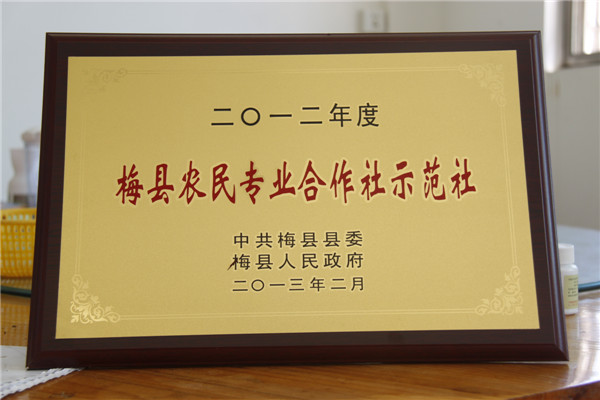 二〇一二年度
梅县农民专业合作社示范社
中共梅县县委
梅县人民政府
二〇一三年二月